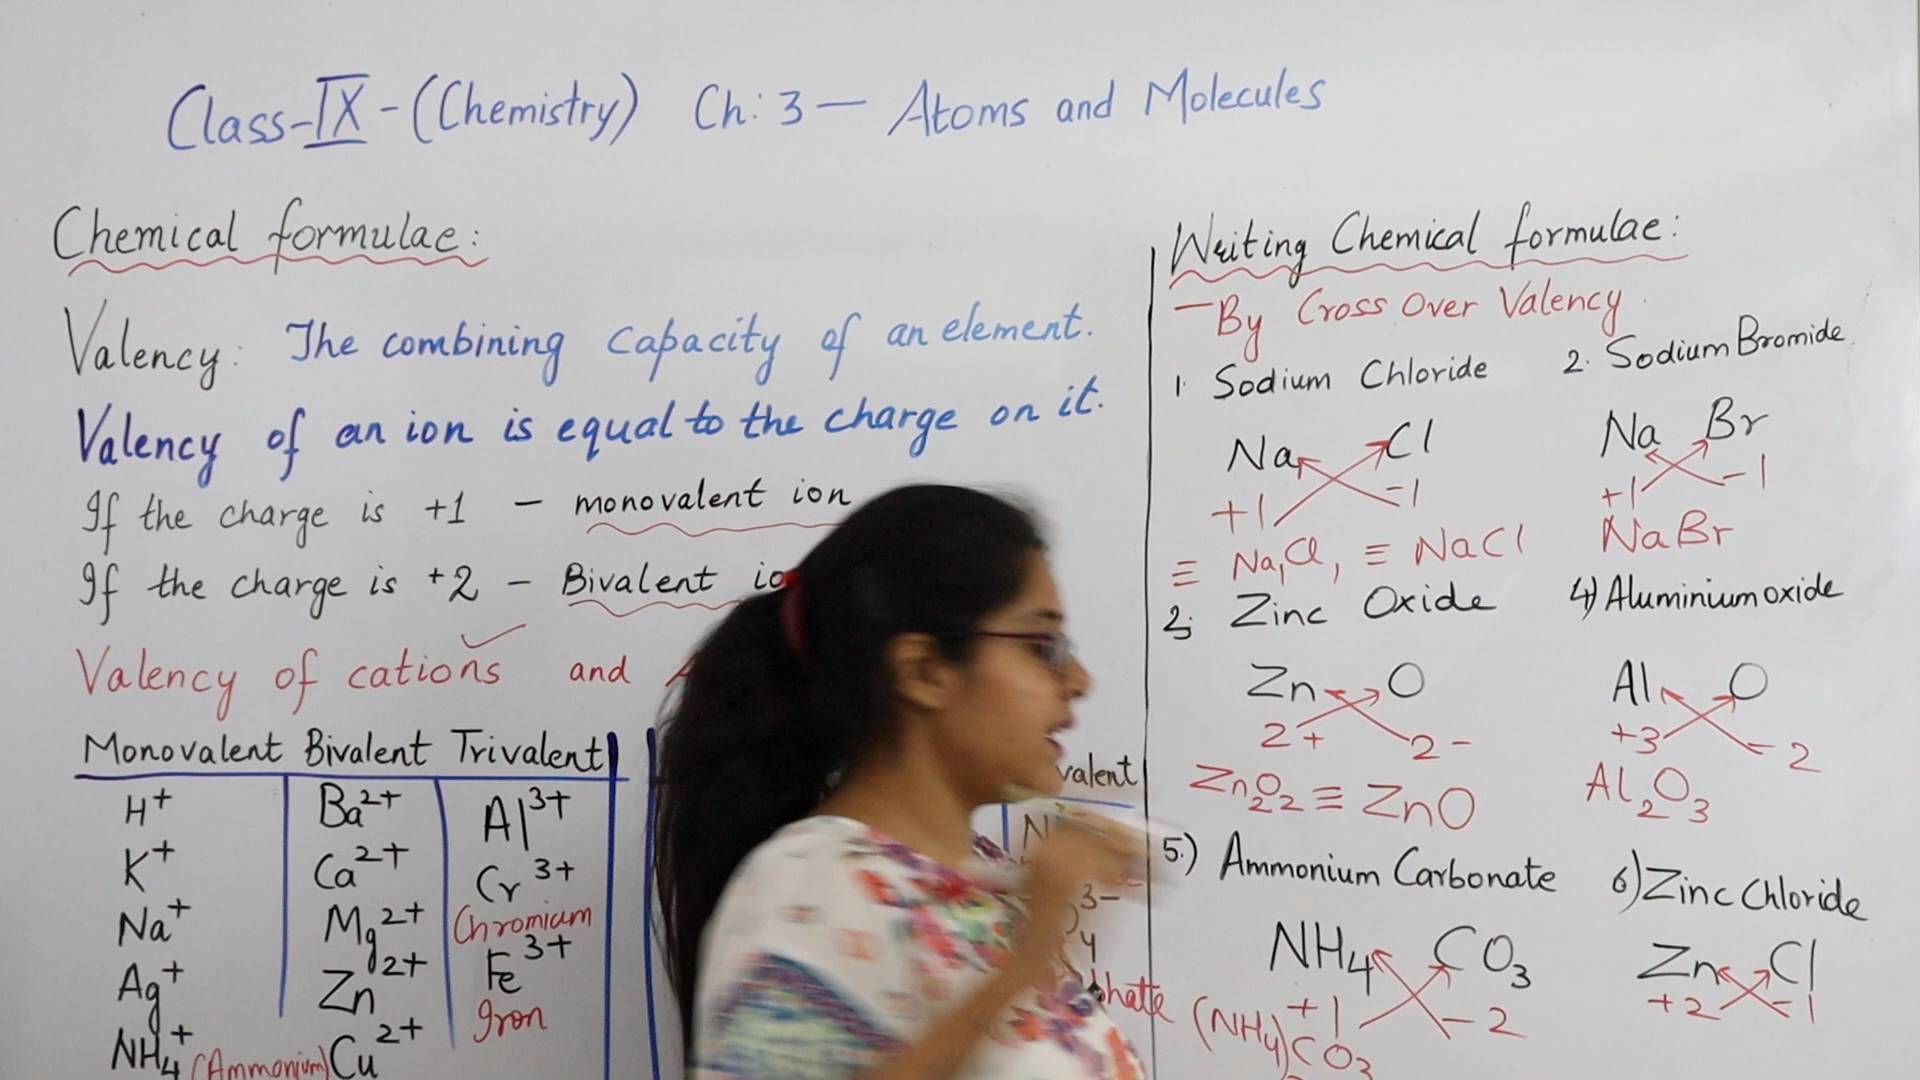 Class-IX-(Chemistry) Ch: 3 — Atoms and Molecules
Chemical formulae:
Valency: The combining capacity of an element.
Valency of an ion is equal to the charge on it.
If the charge is +1 - monovalent ion
If the charge is +2 - Bivalent
Valency of cations and
Monovalent Bivalent Trivalent
H+ Ba2+ Al3+
K+ Ca2+ Cr3+
Chromium
Na+ Mg2+ Fe3+
Iron
Ag+ Zn2+
NH4+ (Ammonium) Cu2+
valent
3-
4
hate
Writing Chemical formulae:
- By Cross Over Valency.
1. Sodium Chloride 2. Sodium Bromide
Na Cl Na Br
+1 -1 +1 -1
≡ Na1Cl1 ≡ NaCl NaBr
3. Zinc Oxide 4) Aluminium oxide
Zn O Al O
2+ 2- +3 -2
Zn2O2 ≡ ZnO Al2O3
5.) Ammonium Carbonate 6) Zinc Chloride
NH4 CO3 Zn Cl
+1 -2 +2 -1
(NH4)2CO3